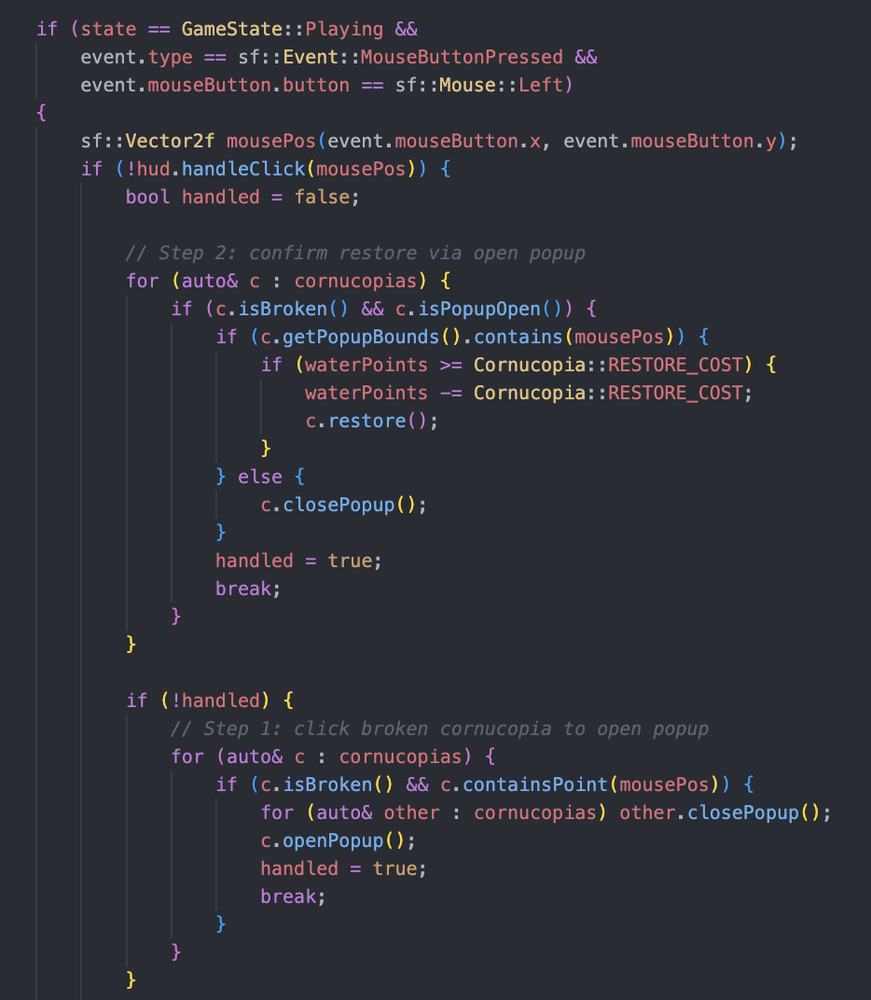 if (state == GameState::Playing &&
    event.type == sf::Event::MouseButtonPressed &&
    event.mouseButton.button == sf::Mouse::Left)
{
    sf::Vector2f mousePos(event.mouseButton.x, event.mouseButton.y);
    if (!hud.handleClick(mousePos)) {
        bool handled = false;

        // Step 2: confirm restore via open popup
        for (auto& c : cornucopias) {
            if (c.isBroken() && c.isPopupOpen()) {
                if (c.getPopupBounds().contains(mousePos)) {
                    if (waterPoints >= Cornucopia::RESTORE_COST) {
                        waterPoints -= Cornucopia::RESTORE_COST;
                        c.restore();
                    }
                } else {
                    c.closePopup();
                }
                handled = true;
                break;
            }
        }

        if (!handled) {
            // Step 1: click broken cornucopia to open popup
            for (auto& c : cornucopias) {
                if (c.isBroken() && c.containsPoint(mousePos)) {
                    for (auto& other : cornucopias) other.closePopup();
                    c.openPopup();
                    handled = true;
                    break;
                }
            }
        }